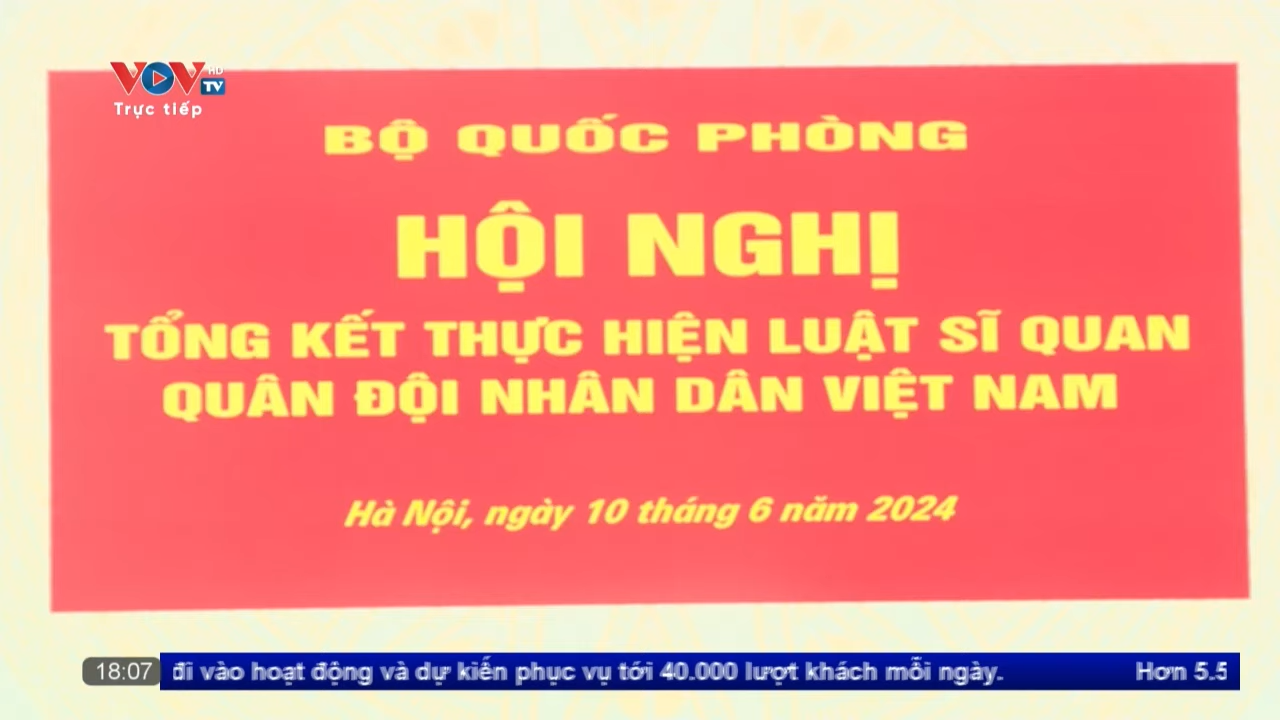 VOV HD
TV
Trực tiếp
BỘ QUỐC PHÒNG
HỘI NGHỊ
TỔNG KẾT THỰC HIỆN LUẬT SĨ QUAN
QUÂN ĐỘI NHÂN DÂN VIỆT NAM
Hà Nội, ngày 10 tháng 6 năm 2024
18:07 đi vào hoạt động và dự kiến phục vụ tới 40.000 lượt khách mỗi ngày. Hơn 5.5